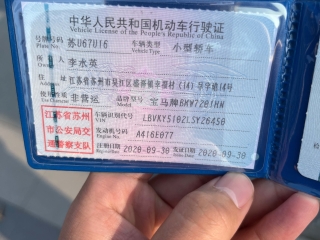 中华人民共和国机动车行驶证
Vehicle License of the People's Republic of China
号牌号码 苏U67U16 车辆类型 小型轿车
Plate No. Vehicle Type
所有人 李水英
Owner
住址 江苏省苏州市吴江区
Address
使用性质 非营运 品牌型号 宝马牌BMW7201HM
江苏省苏州市公安局交通警察支队
车辆识别代号 LBVKY5102LSY26450
VIN
发动机号码 A416E077
Engine No.
注册日期 2020-09-30 发证日期 2020-09-30